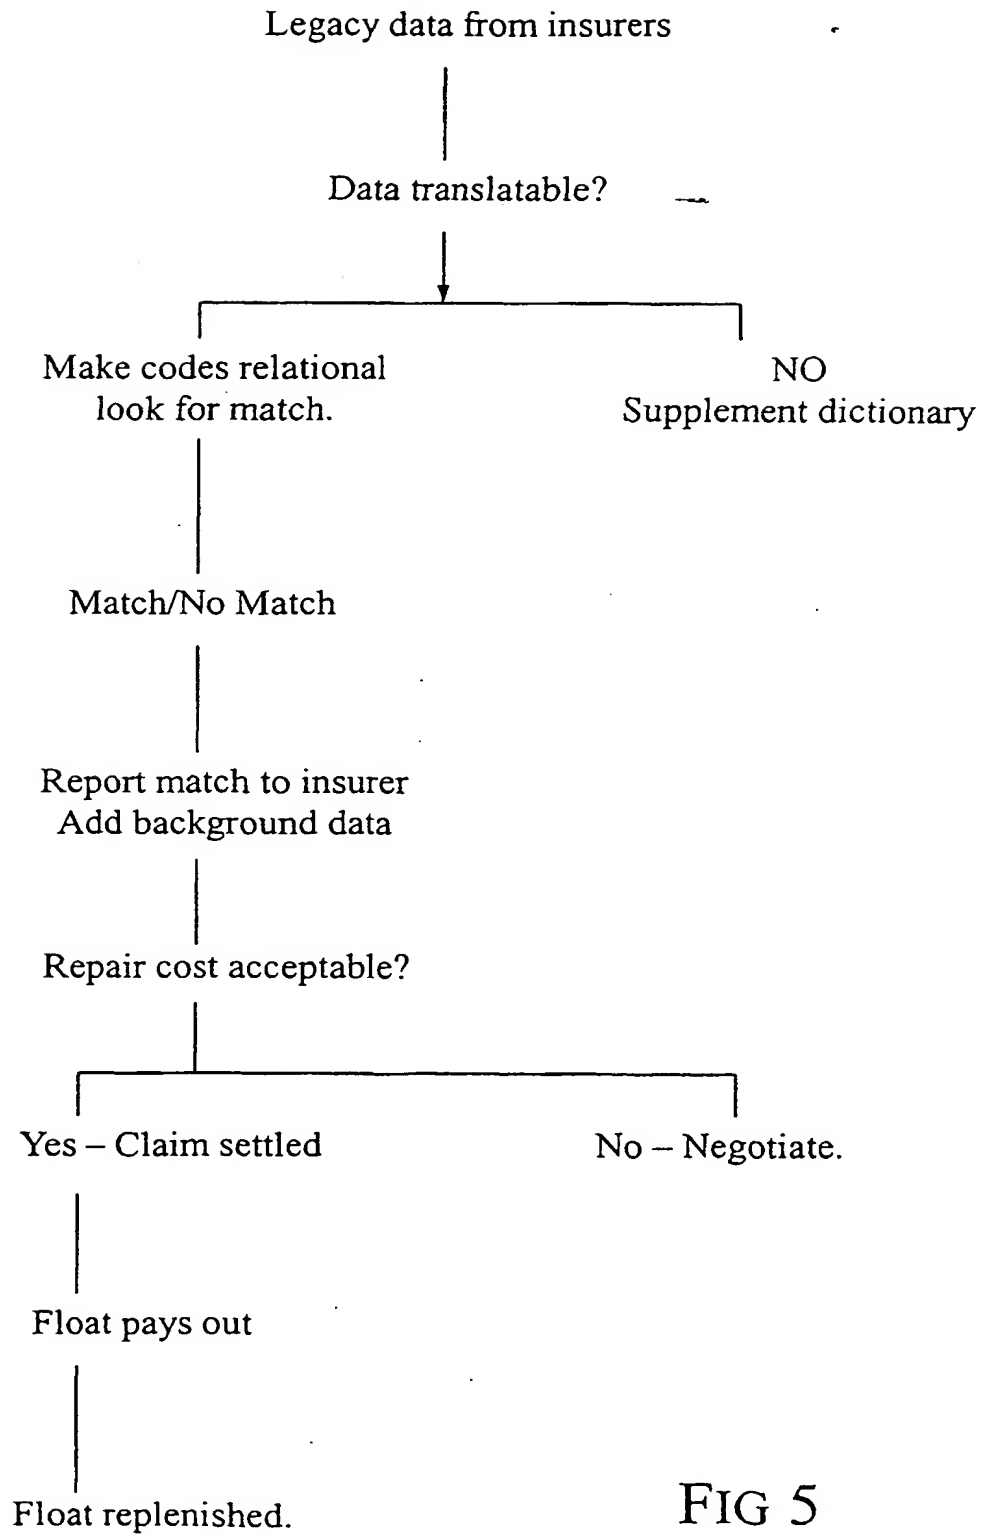 Legacy data from insurers
Data translatable?
Make codes relational
look for match.
NO
Supplement dictionary
Match/No Match
Report match to insurer
Add background data
Repair cost acceptable?
Yes – Claim settled
No – Negotiate.
Float pays out
Float replenished.
FIG 5